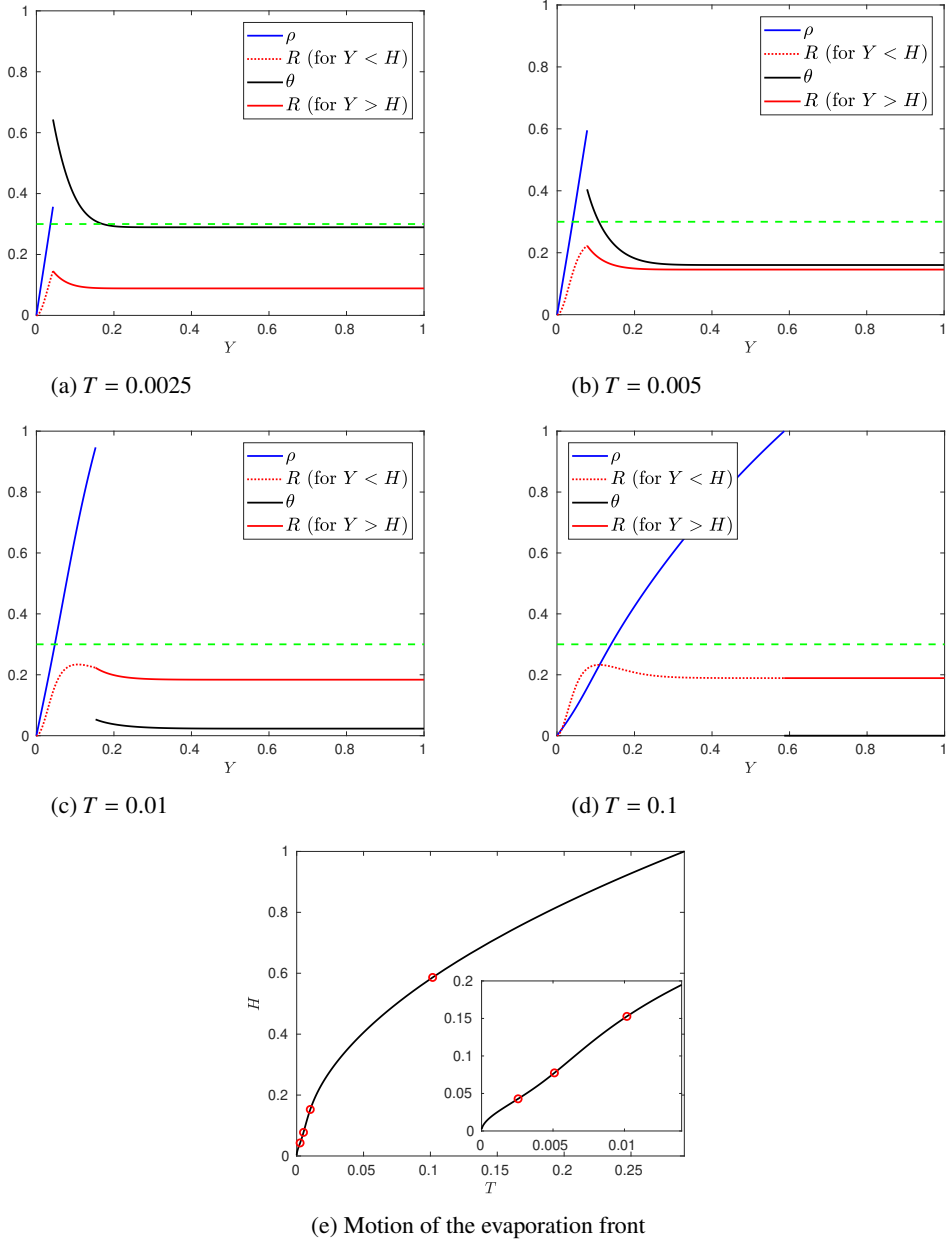 1
0.8
0.6
0.4
0.2
0
0 0.2 0.4 0.6 0.8 1
Y
ρ
R (for Y < H)
θ
R (for Y > H)
(a) T = 0.0025
1
0.8
0.6
0.4
0.2
0
0 0.2 0.4 0.6 0.8 1
Y
ρ
R (for Y < H)
θ
R (for Y > H)
(b) T = 0.005
1
0.8
0.6
0.4
0.2
0
0 0.2 0.4 0.6 0.8 1
Y
ρ
R (for Y < H)
θ
R (for Y > H)
(c) T = 0.01
1
0.8
0.6
0.4
0.2
0
0 0.2 0.4 0.6 0.8 1
Y
ρ
R (for Y < H)
θ
R (for Y > H)
(d) T = 0.1
1
0.8
0.6
0.4
0.2
0
H
0 0.05 0.1 0.15 0.2 0.25
T
0.2
0.15
0.1
0.05
0
0 0.005 0.01
(e) Motion of the evaporation front